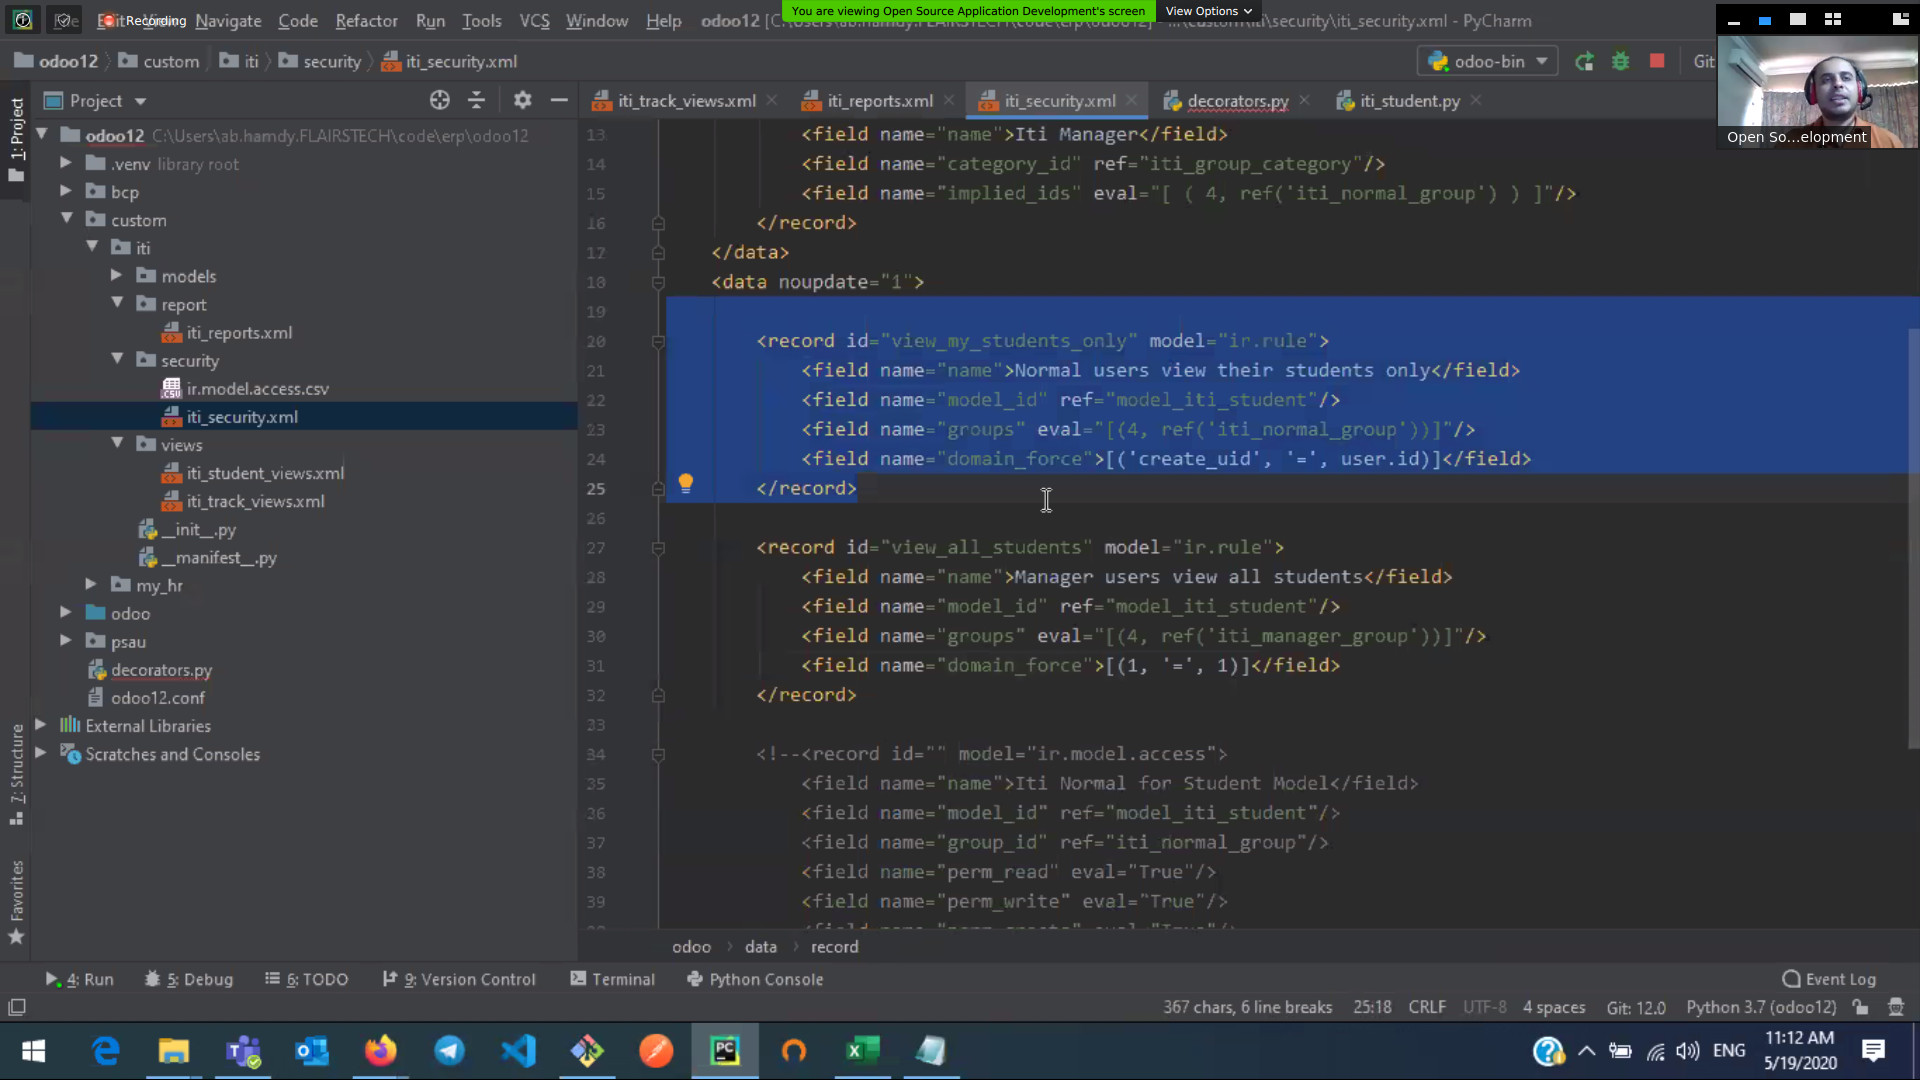 Recording
Edit
Navigate
Code
Refactor
Run
Tools
VCS
Window
Help
You are viewing Open Source Application Development's screen
View Options
\security\iti_security.xml - PyCharm
odoo12
custom
iti
security
iti_security.xml
odoo-bin
Git
Open So...elopment
1: Project
Project
iti_track_views.xml
iti_reports.xml
iti_security.xml
decorators.py
iti_student.py
odoo12 C:\Users\ab.hamdy.FLAIRSTECH\code\erp\odoo12
.venv library root
bcp
custom
iti
models
report
iti_reports.xml
security
ir.model.access.csv
iti_security.xml
views
iti_student_views.xml
iti_track_views.xml
__init__.py
__manifest__.py
my_hr
odoo
psau
decorators.py
odoo12.conf
External Libraries
Scratches and Consoles
7: Structure
Favorites
13 <field name="name">Iti Manager</field>
14 <field name="category_id" ref="iti_group_category"/>
15 <field name="implied_ids" eval="[ ( 4, ref('iti_normal_group') ) ]"/>
16 </record>
17 </data>
18 <data noupdate="1">
19
20 <record id="view_my_students_only" model="ir.rule">
21 <field name="name">Normal users view their students only</field>
22 <field name="model_id" ref="model_iti_student"/>
23 <field name="groups" eval="[(4, ref('iti_normal_group'))]"/>
24 <field name="domain_force">[('create_uid', '=', user.id)]</field>
25 </record>
26
27 <record id="view_all_students" model="ir.rule">
28 <field name="name">Manager users view all students</field>
29 <field name="model_id" ref="model_iti_student"/>
30 <field name="groups" eval="[(4, ref('iti_manager_group'))]"/>
31 <field name="domain_force">[(1, '=', 1)]</field>
32 </record>
33
34 <!--<record id="" model="ir.model.access">
35 <field name="name">Iti Normal for Student Model</field>
36 <field name="model_id" ref="model_iti_student"/>
37 <field name="group_id" ref="iti_normal_group"/>
38 <field name="perm_read" eval="True"/>
39 <field name="perm_write" eval="True"/>
odoo
data
record
4: Run
5: Debug
6: TODO
9: Version Control
Terminal
Python Console
Event Log
367 chars, 6 line breaks
25:18
CRLF
UTF-8
4 spaces
Git: 12.0
Python 3.7 (odoo12)
ENG
11:12 AM
5/19/2020